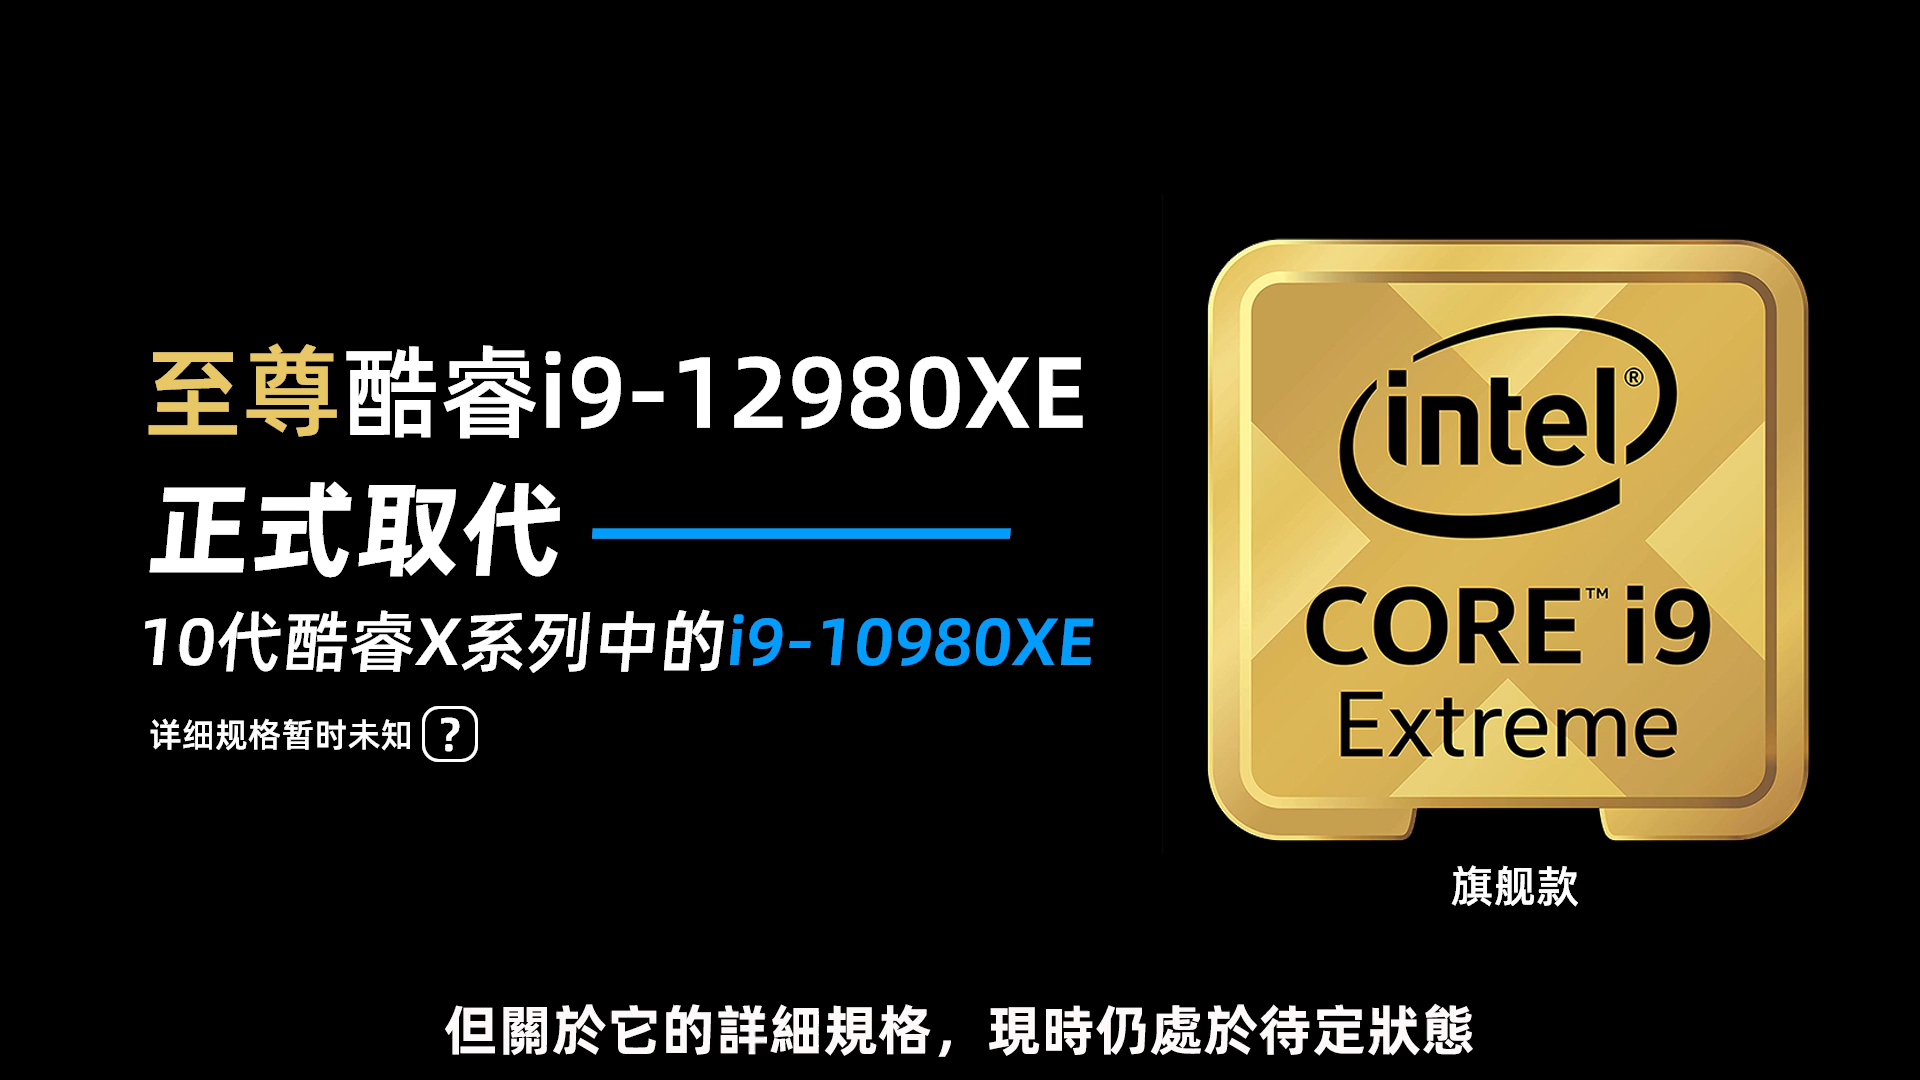 至尊酷睿i9-12980XE
正式取代
10代酷睿X系列中的i9-10980XE
详细规格暂时未知?
intel®
CORE™ i9
Extreme
旗舰款
但關於它的詳細規格，現時仍處於待定狀態